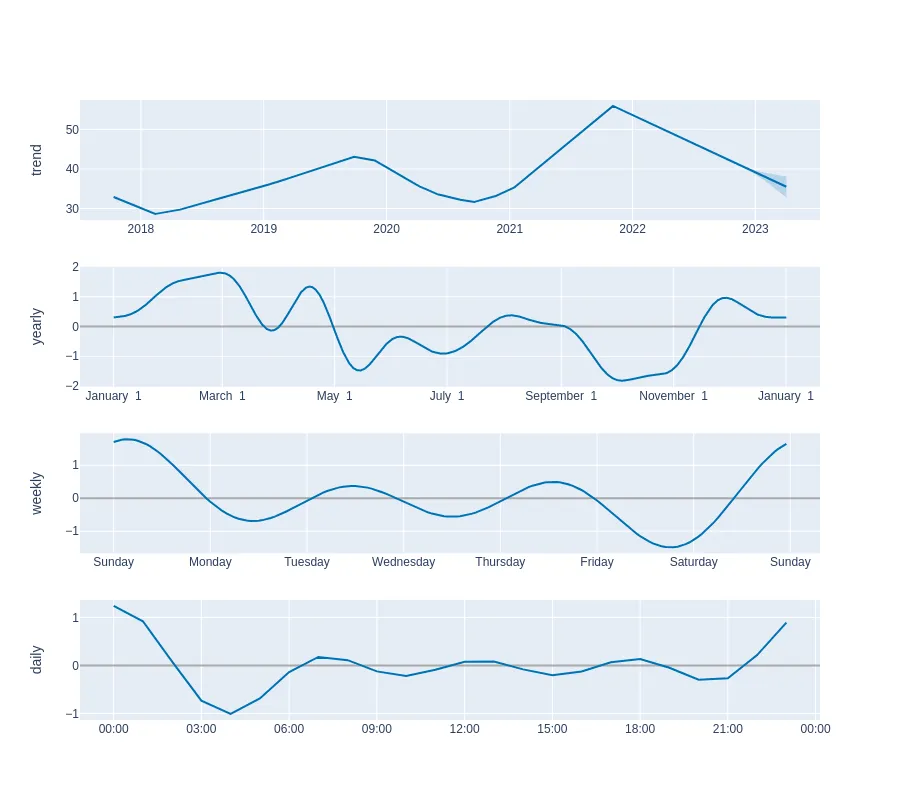 trend
50
40
30
2018 2019 2020 2021 2022 2023
yearly
2
1
0
−1
−2
January 1 March 1 May 1 July 1 September 1 November 1 January 1
weekly
1
0
−1
Sunday Monday Tuesday Wednesday Thursday Friday Saturday Sunday
daily
1
0
−1
00:00 03:00 06:00 09:00 12:00 15:00 18:00 21:00 00:00